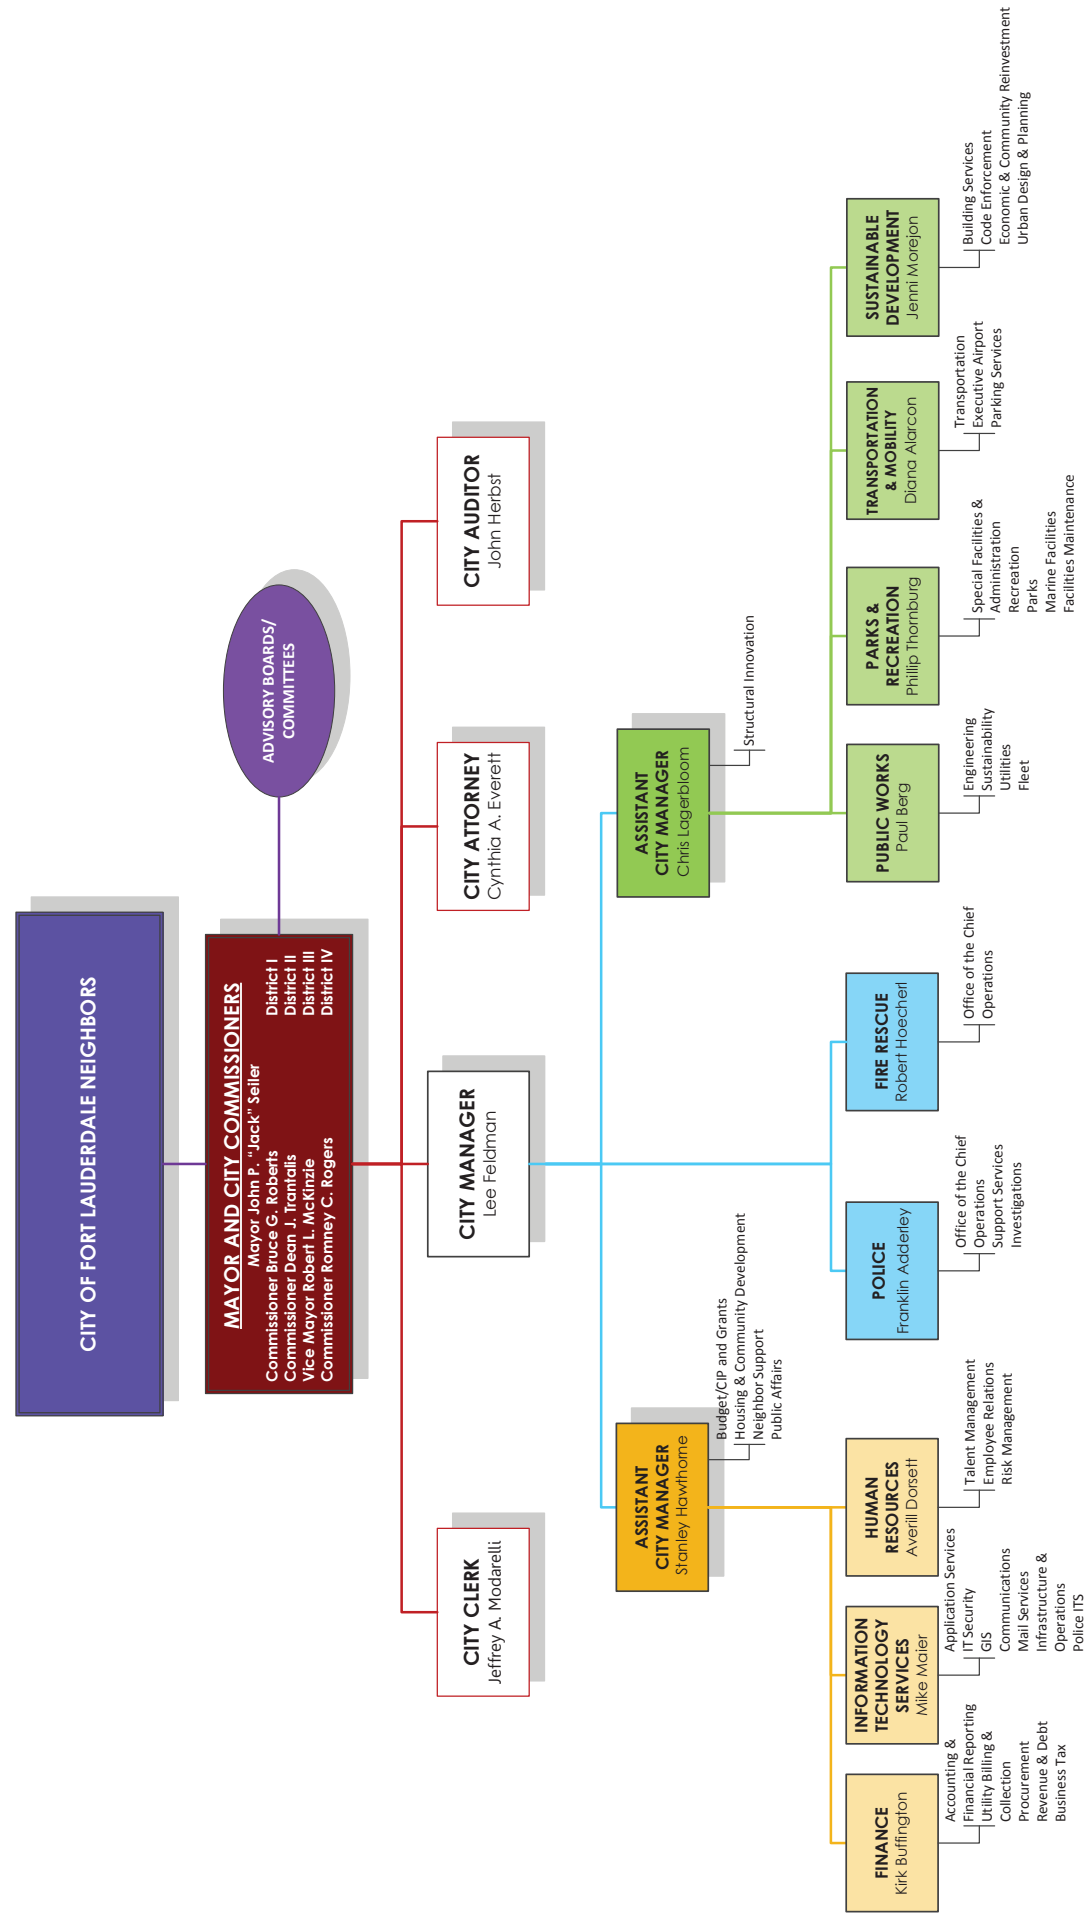 CITY OF FORT LAUDERDALE NEIGHBORS
MAYOR AND CITY COMMISSIONERS
Mayor John P. "Jack" Seiler
Commissioner Bruce G. Roberts District I
Commissioner Dean J. Trantalis District II
Vice Mayor Robert L. McKinzie District III
Commissioner Romney C. Rogers District IV
ADVISORY BOARDS/
COMMITTEES
CITY CLERK
Jeffrey A. Modarelli
CITY MANAGER
Lee Feldman
CITY ATTORNEY
Cynthia A. Everett
CITY AUDITOR
John Herbst
ASSISTANT
CITY MANAGER
Stanley Hawthorne
Budget/CIP and Grants
Housing & Community Development
Neighbor Support
Public Affairs
ASSISTANT
CITY MANAGER
Chris Lagerbloom
Structural Innovation
FINANCE
Kirk Buffington
Accounting &
Financial Reporting
Utility Billing &
Collection
Procurement
Revenue & Debt
Business Tax
INFORMATION
TECHNOLOGY
SERVICES
Mike Maier
Application Services
IT Security
GIS
Communications
Mail Services
Infrastructure &
Operations
Police ITS
HUMAN
RESOURCES
Averill Dorsett
Talent Management
Employee Relations
Risk Management
POLICE
Franklin Adderley
Office of the Chief
Operations
Support Services
Investigations
FIRE RESCUE
Robert Hoecherl
Office of the Chief
Operations
PUBLIC WORKS
Paul Berg
Engineering
Sustainability
Utilities
Fleet
PARKS &
RECREATION
Phillip Thornburg
Special Facilities &
Administration
Recreation
Parks
Marine Facilities
Facilities Maintenance
TRANSPORTATION
& MOBILITY
Diana Alarcon
Transportation
Executive Airport
Parking Services
SUSTAINABLE
DEVELOPMENT
Jenni Morejon
Building Services
Code Enforcement
Economic & Community Reinvestment
Urban Design & Planning